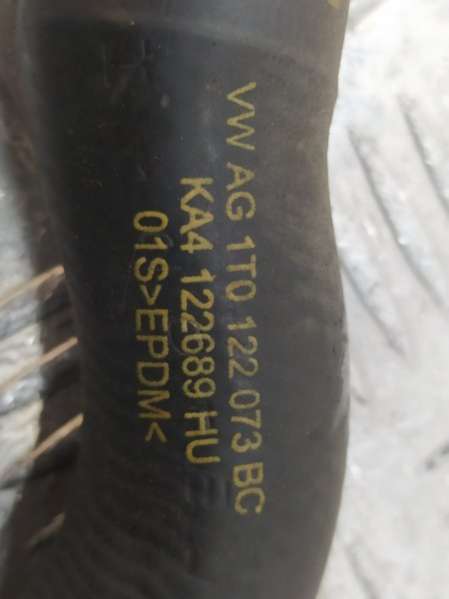 VW AG 1T0 122 073 BC
KA4 122689 HU
01S>EPDM<